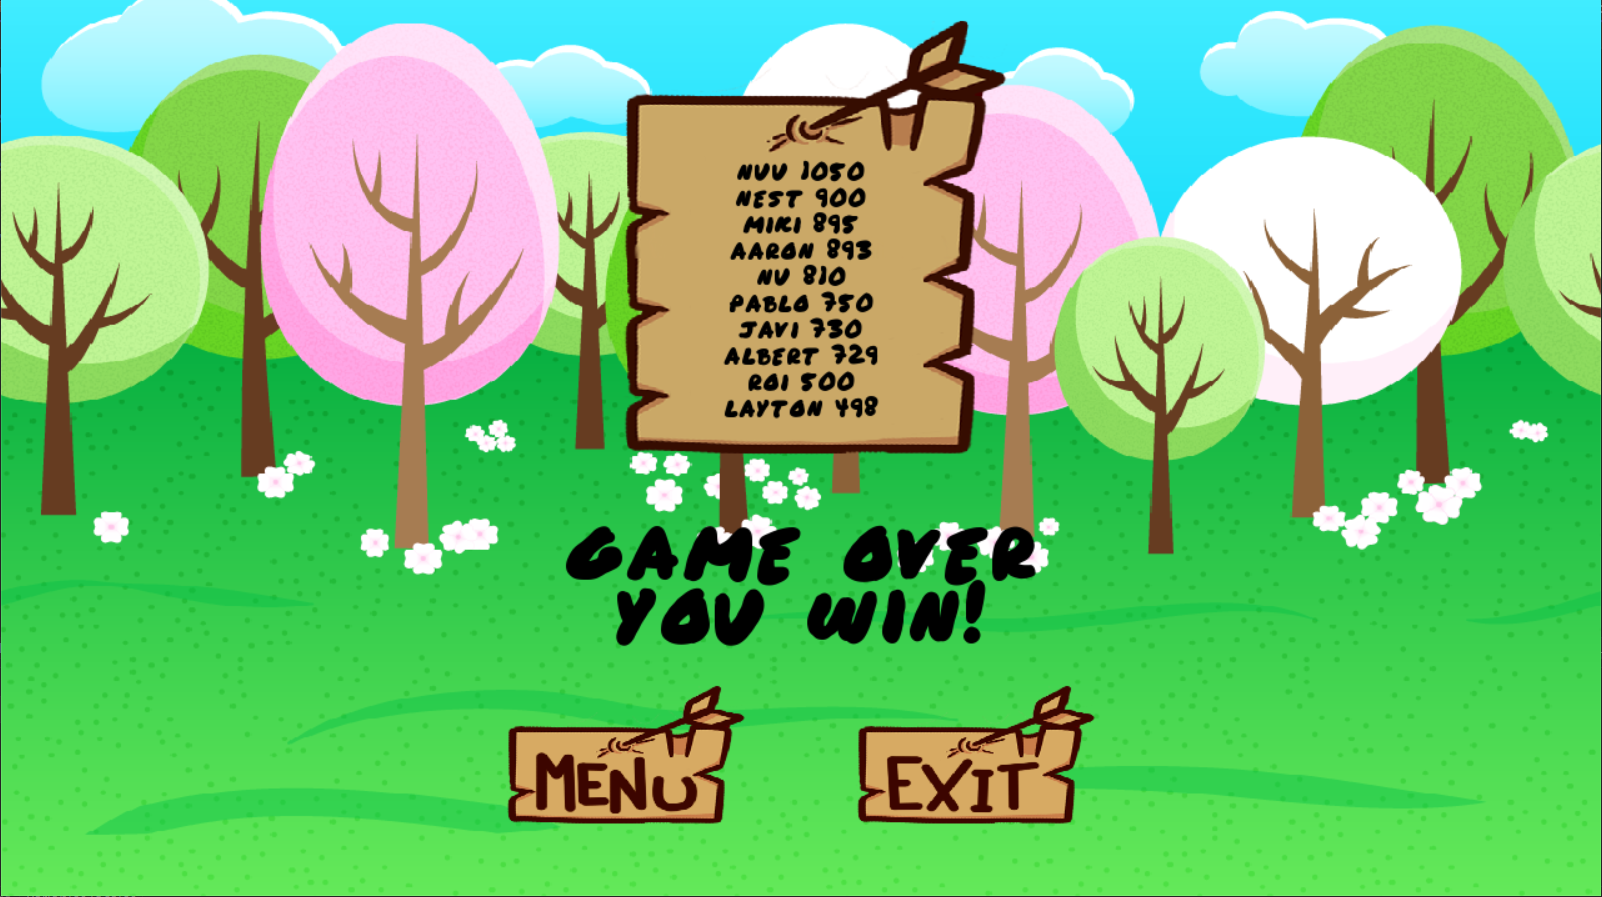 NUU 1050
NEST 900
MIKI 895
AARON 893
NU 810
PABLO 750
JAVI 730
ALBERT 729
ROI 500
LAYTON 498
GAME OVER
YOU WIN!
MENU
EXIT